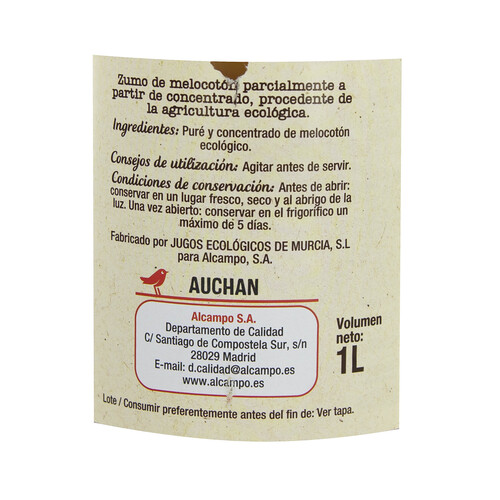 Zumo de melocotón parcialmente a
partir de concentrado, procedente de
la agricultura ecológica.
Ingredientes: Puré y concentrado de melocotón
ecológico.
Consejos de utilización: Agitar antes de servir.
Condiciones de conservación: Antes de abrir:
conservar en un lugar fresco, seco y al abrigo de la
luz. Una vez abierto: conservar en el frigorífico un
máximo de 5 días.
Fabricado por JUGOS ECOLÓGICOS DE MURCIA, S.L
para Alcampo, S.A.
AUCHAN
Alcampo S.A.
Departamento de Calidad
C/ Santiago de Compostela Sur, s/n
28029 Madrid
E-mail: d.calidad@alcampo.es
www.alcampo.es
Volumen
neto:
1L
Lote / Consumir preferentemente antes del fin de: Ver tapa.